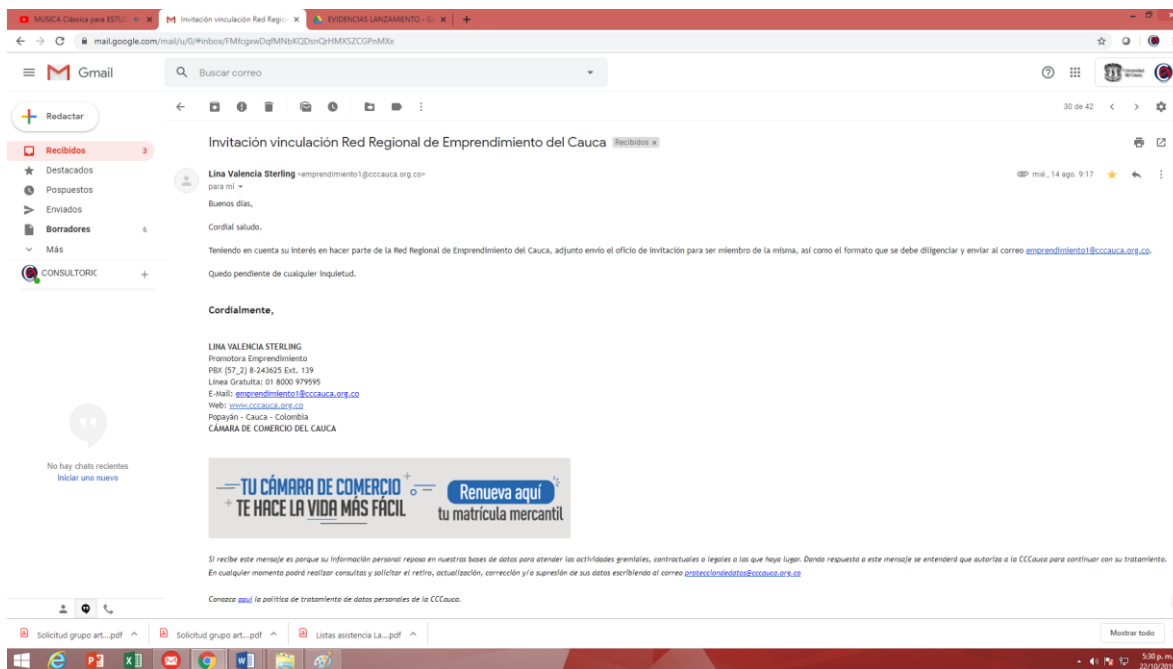 MUSICA Clásica para ESTU
Invitación vinculación Red Regio
EVIDENCIAS LANZAMIENTO - G
mail.google.com/mail/u/0/#inbox/FMfcgxwDqfMNbKQDsnQrHMXSZCGPnMXx
Gmail
Buscar correo
Redactar
30 de 42
Recibidos 3
Destacados
Pospuestos
Enviados
Borradores 6
Más
CONSULTORIC
No hay chats recientes
Iniciar uno nuevo
Invitación vinculación Red Regional de Emprendimiento del Cauca Recibidos x
Lina Valencia Sterling <emprendimiento1@cccauca.org.co>
mié., 14 ago. 9:17
para mí
Buenos días,
Cordial saludo.
Teniendo en cuenta su interés en hacer parte de la Red Regional de Emprendimiento del Cauca, adjunto envío el oficio de invitación para ser miembro de la misma, así como el formato que se debe diligenciar y enviar al correo emprendimiento1@cccauca.org.co.
Quedo pendiente de cualquier inquietud.
Cordialmente,
LINA VALENCIA STERLING
Promotora Emprendimiento
PBX (57_2) 8-243625 Ext. 139
Línea Gratuita: 01 8000 979595
E-Mail: emprendimiento1@cccauca.org.co
Web: www.cccauca.org.co
Popayán - Cauca - Colombia
CÁMARA DE COMERCIO DEL CAUCA
TU CÁMARA DE COMERCIO
TE HACE LA VIDA MÁS FÁCIL
Renueva aquí
tu matrícula mercantil
Si recibe este mensaje es porque su información personal reposa en nuestras bases de datos para atender las actividades gremiales, contractuales o legales a las que haya lugar. Dando respuesta a este mensaje se entenderá que autoriza a la CCCauca para continuar con su tratamiento.
En cualquier momento podrá realizar consultas y solicitar el retiro, actualización, corrección y/o supresión de sus datos escribiendo al correo protecciondedatos@cccauca.org.co
Conozca aquí la política de tratamiento de datos personales de la CCCauca.
Solicitud grupo art....pdf
Solicitud grupo art....pdf
Listas asistencia La....pdf
Mostrar todo
5:30 p. m.